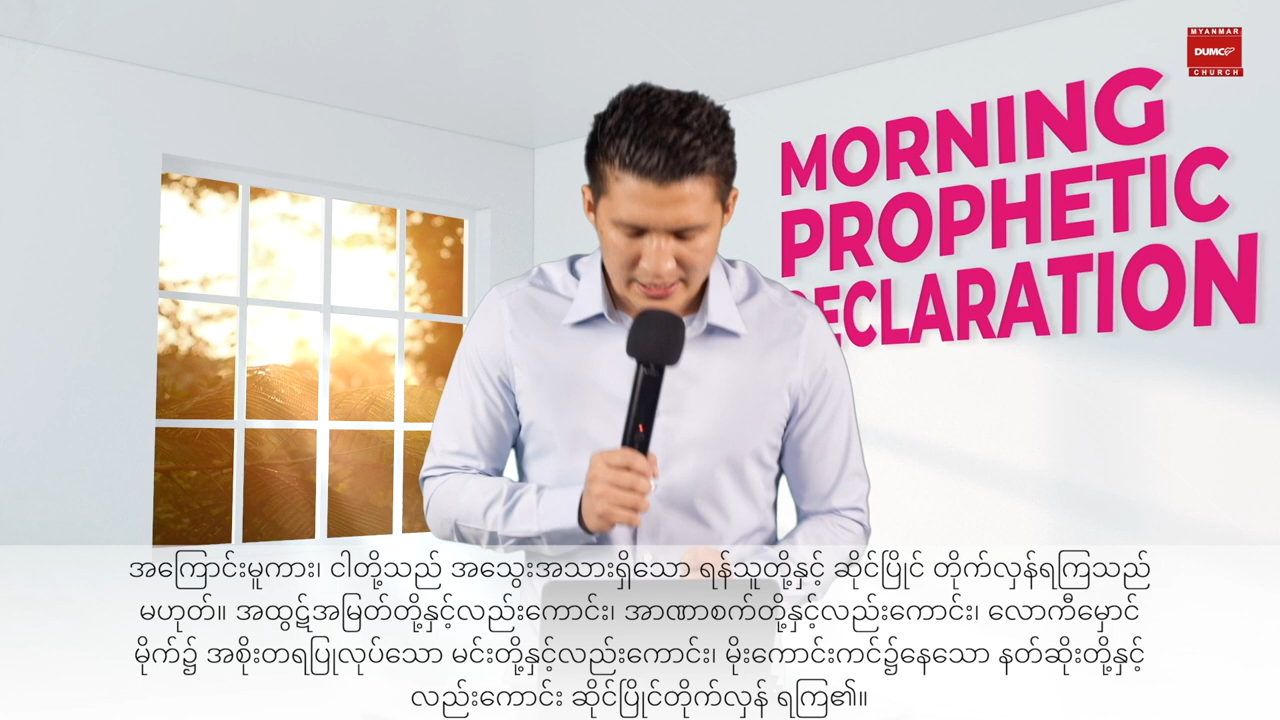 MYANMAR
DUMC
CHURCH
MORNING
PROPHETIC
DECLARATION
အကြောင်းမူကား၊ ငါတို့သည် အသွေးအသားရှိသော ရန်သူတို့နှင့် ဆိုင်ပြိုင် တိုက်လှန်ရကြသည်
မဟုတ်။ အထွဋ်အမြတ်တို့နှင့်လည်းကောင်း၊ အာဏာစက်တို့နှင့်လည်းကောင်း၊ လောကီမှောင်
မိုက်၌ အစိုးတရပြုလုပ်သော မင်းတို့နှင့်လည်းကောင်း၊ မိုးကောင်းကင်၌နေသော နတ်ဆိုးတို့နှင့်
လည်းကောင်း ဆိုင်ပြိုင်တိုက်လှန် ရကြ၏။